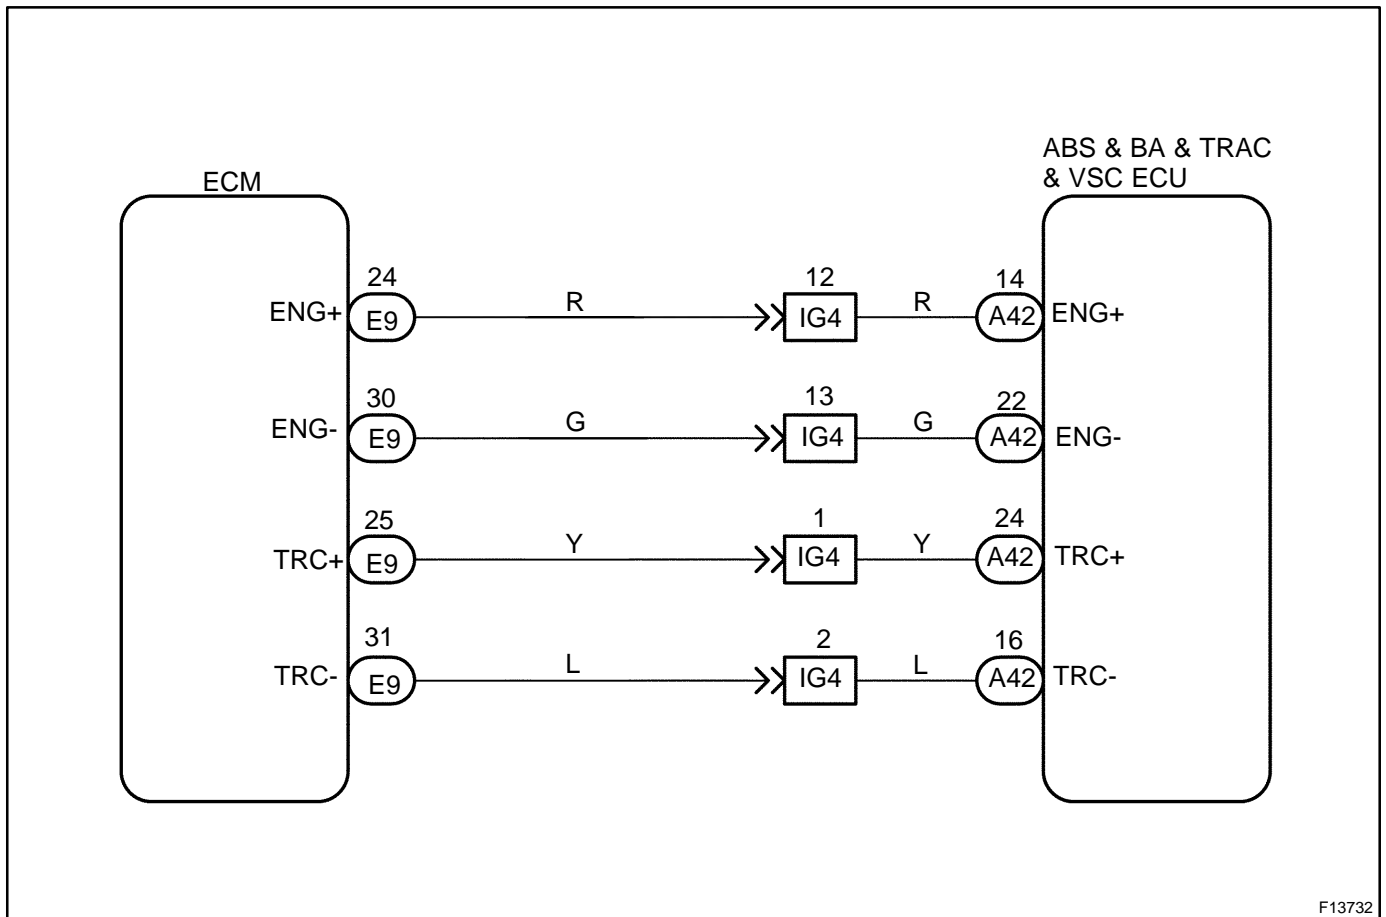 ABS & BA & TRAC
& VSC ECU
ECM
24 12 14
ENG+ E9 R IG4 R A42 ENG+
30 13 22
ENG- E9 G IG4 G A42 ENG-
25 1 24
TRC+ E9 Y IG4 Y A42 TRC+
31 2 16
TRC- E9 L IG4 L A42 TRC-
F13732